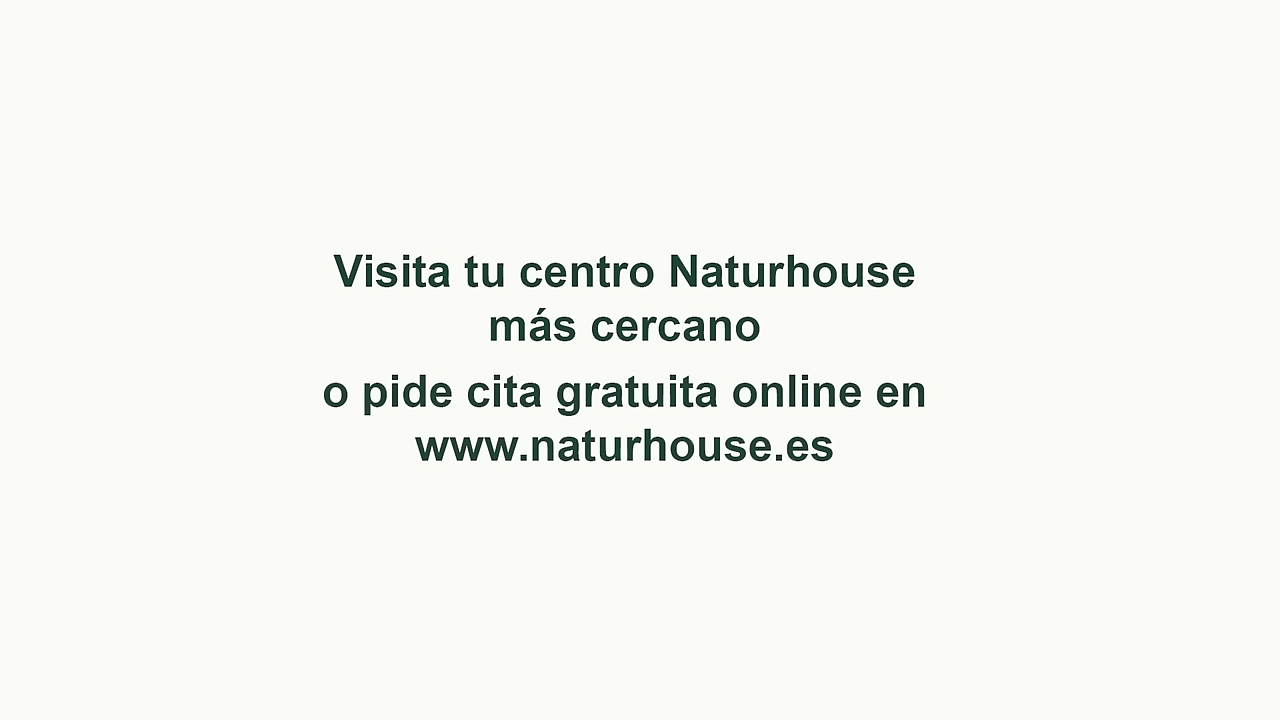 Visita tu centro Naturhouse
más cercano
o pide cita gratuita online en
www.naturhouse.es